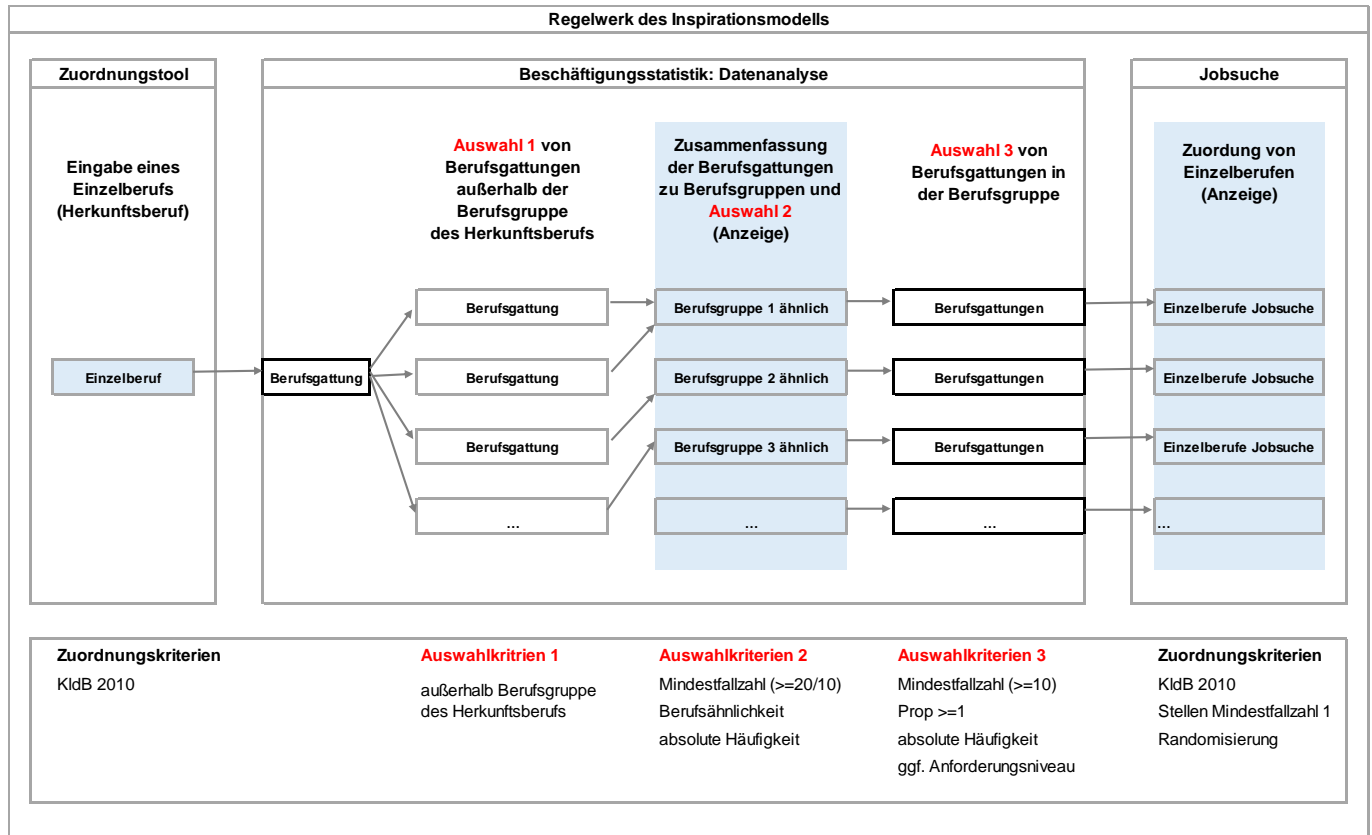 Regelwerk des Inspirationsmodells
Zuordnungstool
Beschäftigungsstatistik: Datenanalyse
Jobsuche
Eingabe eines
Einzelberufs
(Herkunftsberuf)
Auswahl 1 von
Berufsgattungen
außerhalb der
Berufsgruppe
des Herkunftsberufs
Zusammenfassung
der Berufsgattungen
zu Berufsgruppen und
Auswahl 2
(Anzeige)
Auswahl 3 von
Berufsgattungen in
der Berufsgruppe
Zuordung von
Einzelberufen
(Anzeige)
Berufsgattung
Berufsgruppe 1 ähnlich
Berufsgattungen
Einzelberufe Jobsuche
Einzelberuf
Berufsgattung
Berufsgattung
Berufsgruppe 2 ähnlich
Berufsgattungen
Einzelberufe Jobsuche
Berufsgattung
Berufsgruppe 3 ähnlich
Berufsgattungen
Einzelberufe Jobsuche
...
...
...
...
Zuordnungskriterien
KldB 2010
Auswahlkritrien 1
außerhalb Berufsgruppe
des Herkunftsberufs
Auswahlkriterien 2
Mindestfallzahl (>=20/10)
Berufsähnlichkeit
absolute Häufigkeit
Auswahlkriterien 3
Mindestfallzahl (>=10)
Prop >=1
absolute Häufigkeit
ggf. Anforderungsniveau
Zuordnungskriterien
KldB 2010
Stellen Mindestfallzahl 1
Randomisierung